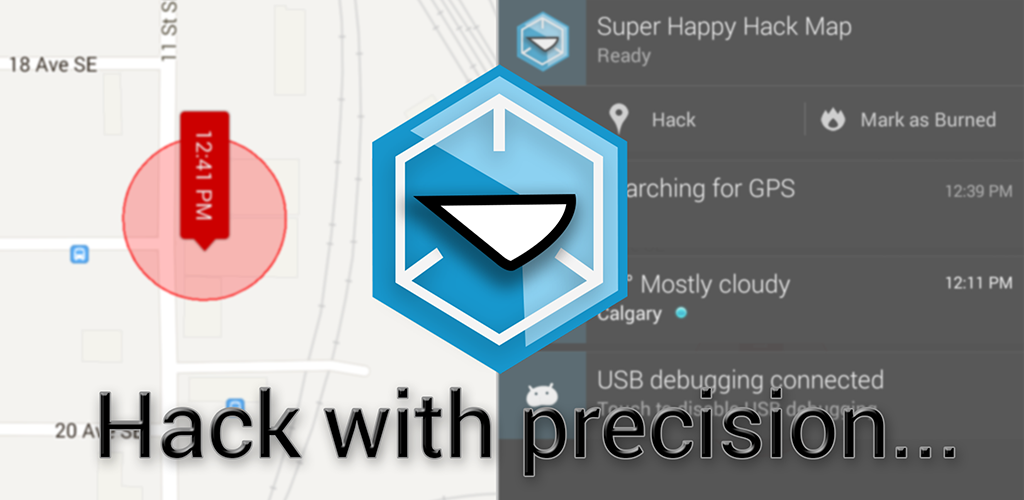 18 Ave SE
11 St S
12:41 PM
20 Ave SE
Super Happy Hack Map
Ready
Hack
Mark as Burned
arching for GPS
12:39 PM
° Mostly cloudy
12:11 PM
Calgary
USB debugging connected
Touch to disable USB debugging.
Hack with precision...